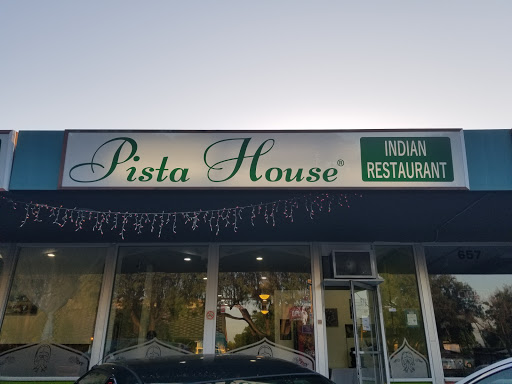 Pista House®
INDIAN
RESTAURANT
657